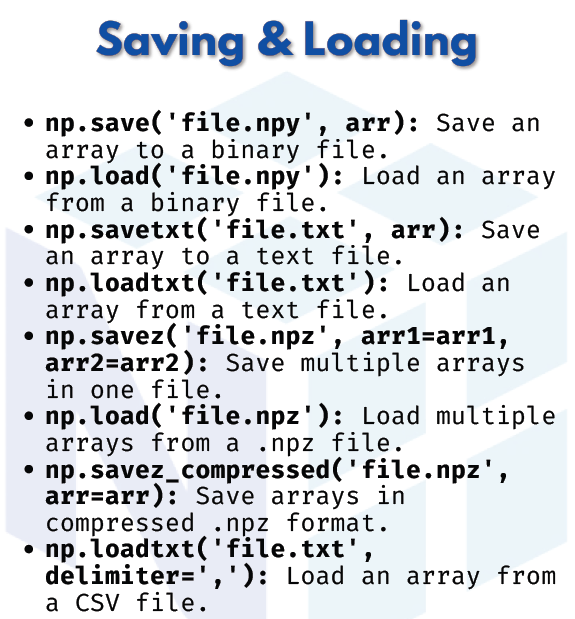 Saving & Loading
• np.save('file.npy', arr): Save an
array to a binary file.
• np.load('file.npy'): Load an array
from a binary file.
• np.savetxt('file.txt', arr): Save
an array to a text file.
• np.loadtxt('file.txt'): Load an
array from a text file.
• np.savez('file.npz', arr1=arr1,
arr2=arr2): Save multiple arrays
in one file.
• np.load('file.npz'): Load multiple
arrays from a .npz file.
• np.savez_compressed('file.npz',
arr=arr): Save arrays in
compressed .npz format.
• np.loadtxt('file.txt',
delimiter=','): Load an array from
a CSV file.